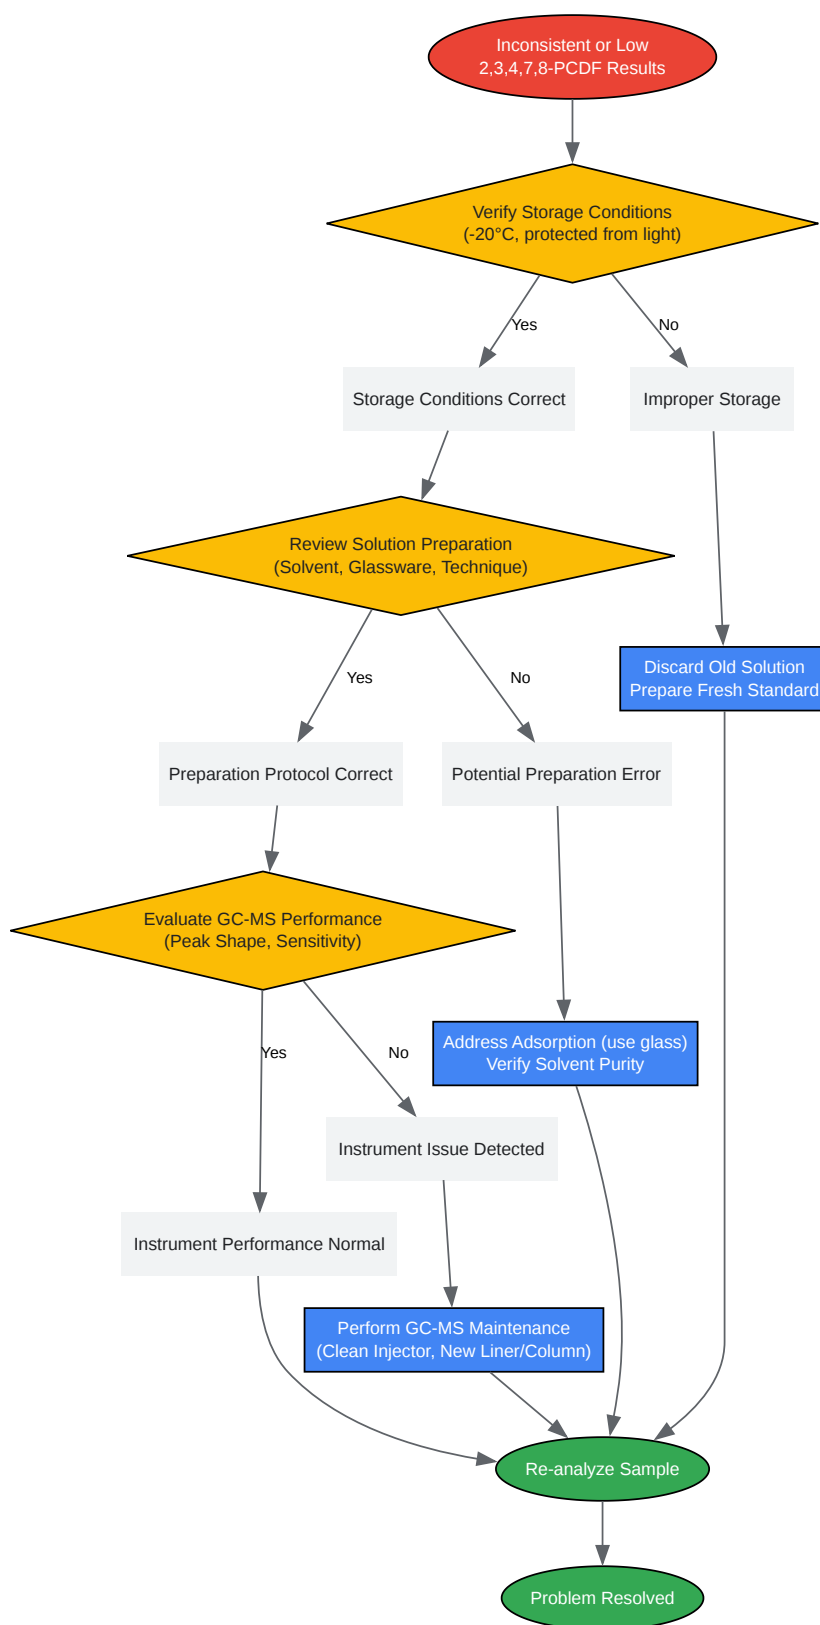 Inconsistent or Low
2,3,4,7,8-PCDF Results
Verify Storage Conditions
(-20°C, protected from light)
Yes
No
Storage Conditions Correct
Improper Storage
Review Solution Preparation
(Solvent, Glassware, Technique)
Discard Old Solution
Prepare Fresh Standard
Yes
No
Preparation Protocol Correct
Potential Preparation Error
Evaluate GC-MS Performance
(Peak Shape, Sensitivity)
Address Adsorption (use glass)
Verify Solvent Purity
Yes
No
Instrument Issue Detected
Instrument Performance Normal
Perform GC-MS Maintenance
(Clean Injector, New Liner/Column)
Re-analyze Sample
Problem Resolved